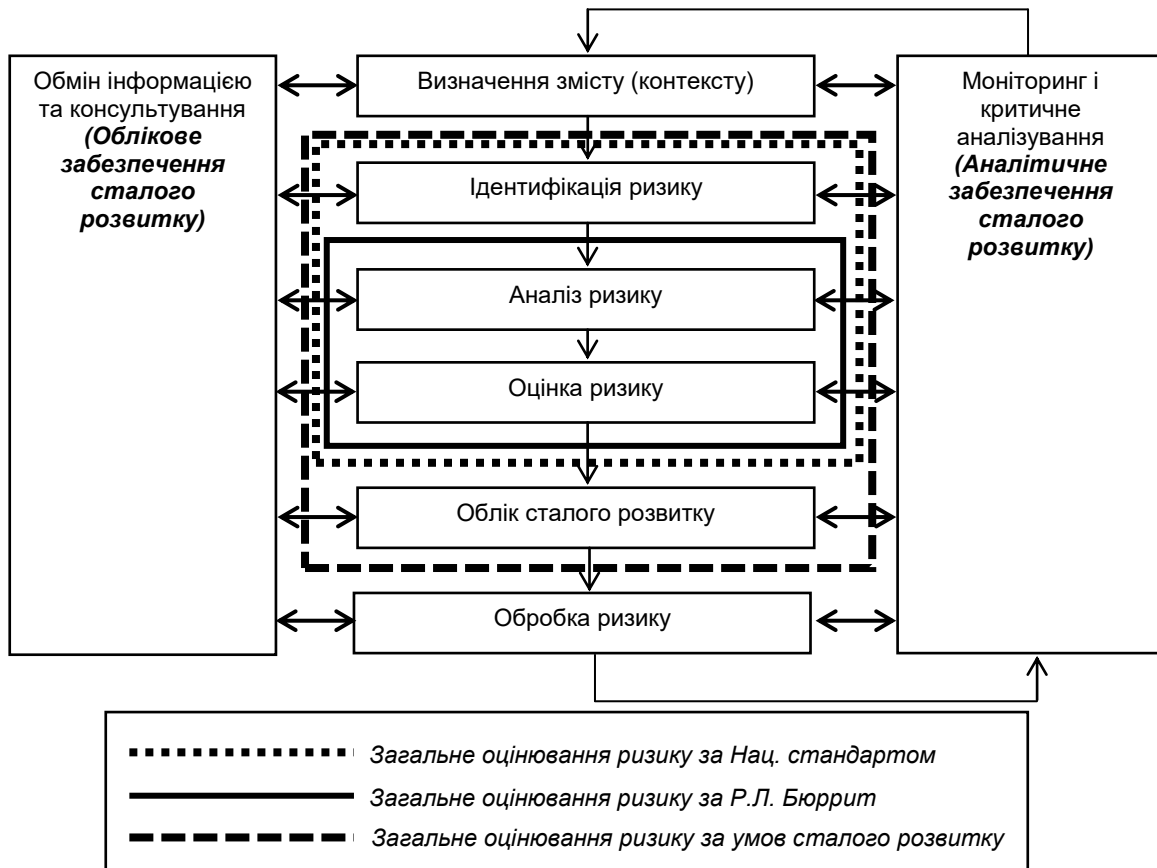 Обмін інформацією
та консультування
(Облікове
забезпечення
сталого
розвитку)
Визначення змісту (контексту)
Ідентифікація ризику
Аналіз ризику
Оцінка ризику
Облік сталого розвитку
Обробка ризику
Моніторинг і
критичне
аналізування
(Аналітичне
забезпечення
сталого
розвитку)
Загальне оцінювання ризику за Нац. стандартом
Загальне оцінювання ризику за Р.Л. Бюррит
Загальне оцінювання ризику за умов сталого розвитку